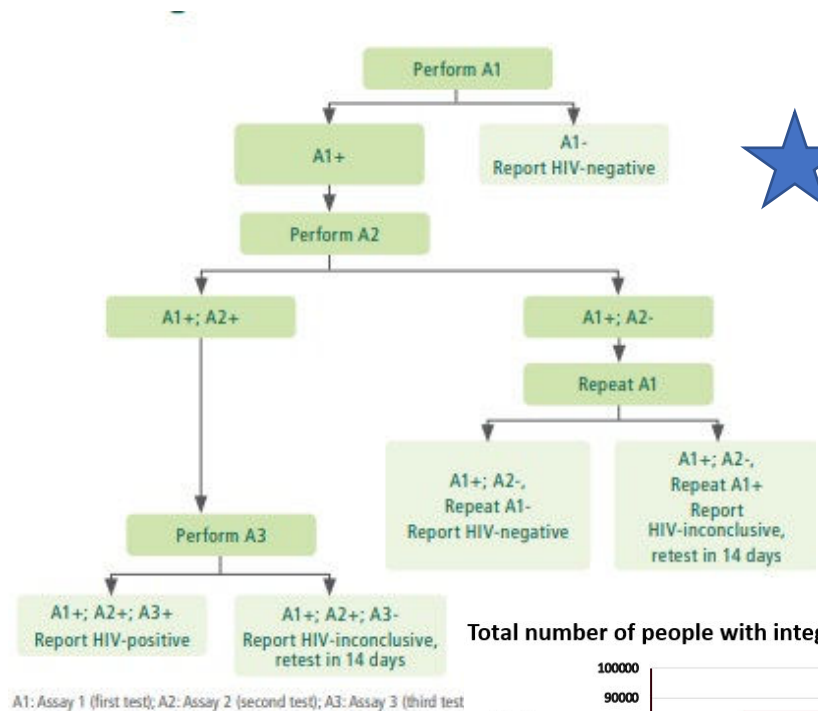 Perform A1
A1+
A1-
Report HIV-negative
Perform A2
A1+; A2+
A1+; A2-
Repeat A1
A1+; A2-,
Repeat A1-
Report HIV-negative
A1+; A2-,
Repeat A1+
Report
HIV-inconclusive,
retest in 14 days
Perform A3
A1+; A2+; A3+
Report HIV-positive
A1+; A2+; A3-
Report HIV-inconclusive,
retest in 14 days
Total number of people with integ
100000
90000
A1: Assay 1 (first test); A2: Assay 2 (second test); A3: Assay 3 (third test